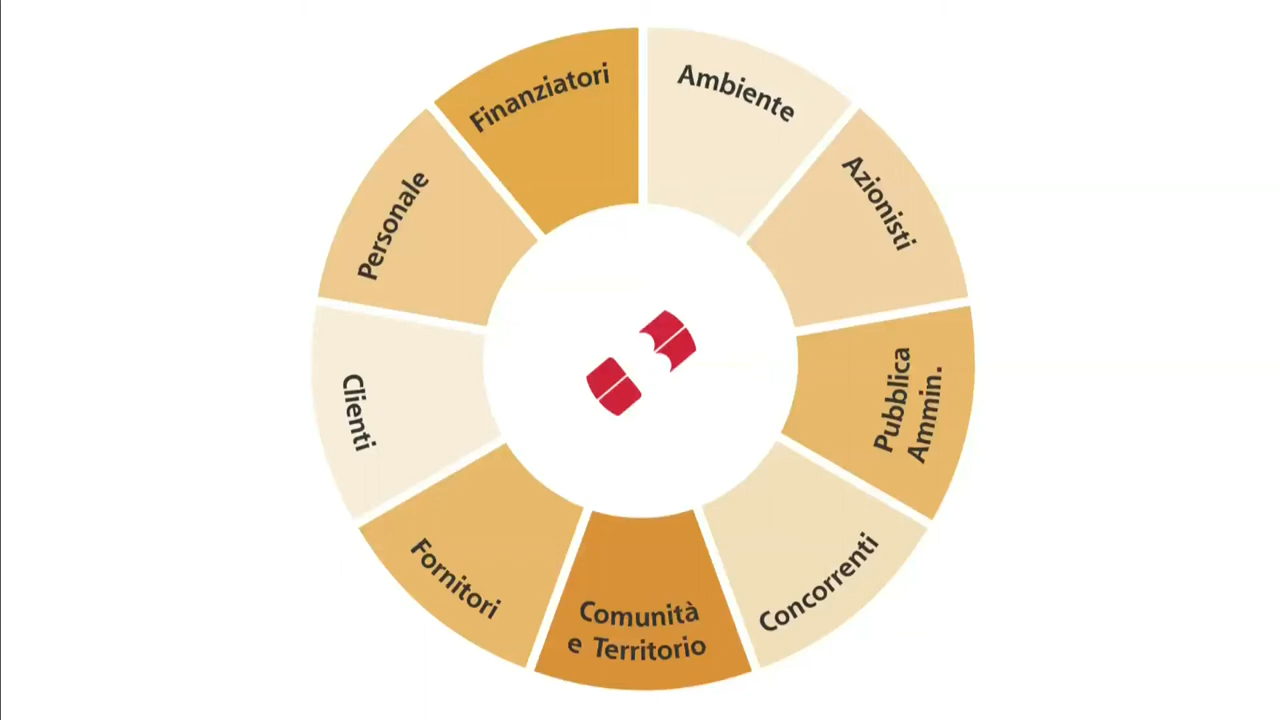 Finanziatori
Ambiente
Azionisti
Pubblica
Ammin.
Concorrenti
Comunità
e Territorio
Fornitori
Clienti
Personale